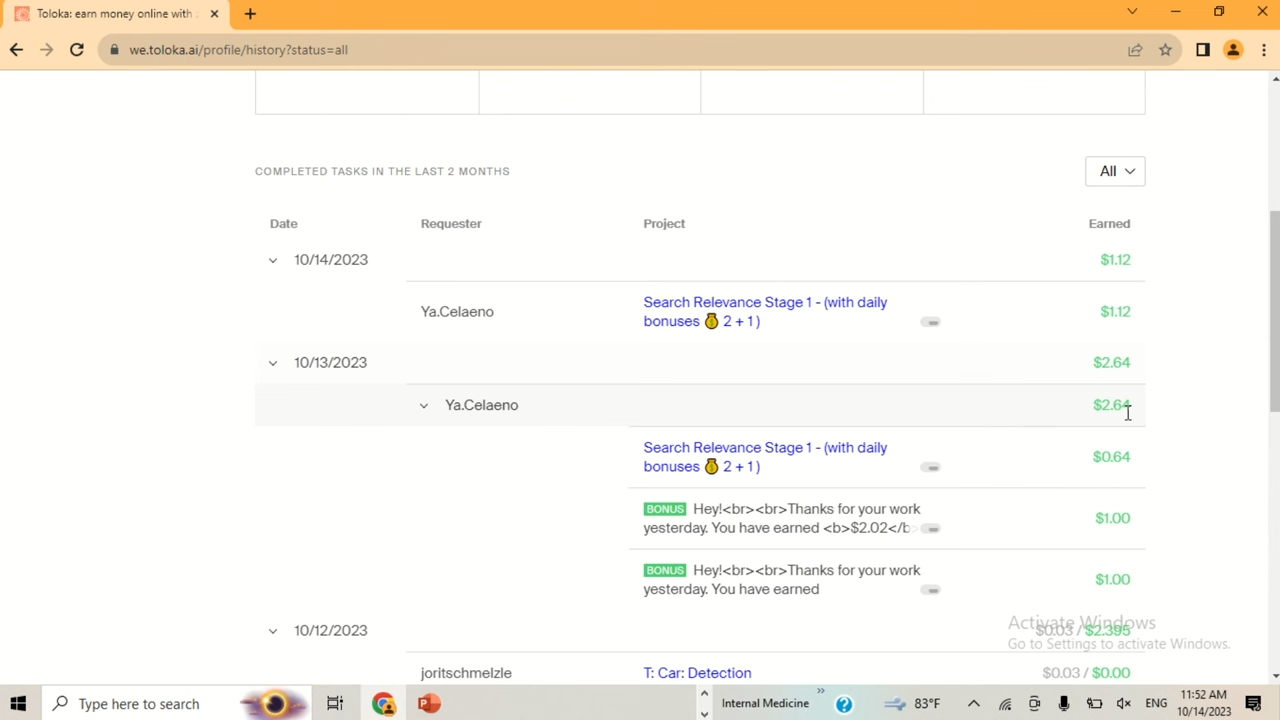 Toloka: earn money online with
we.toloka.ai/profile/history?status=all
COMPLETED TASKS IN THE LAST 2 MONTHS
All
Date Requester Project Earned
10/14/2023 $1.12
Ya.Celaeno Search Relevance Stage 1 - (with daily
bonuses 💰 2 + 1 ) $1.12
10/13/2023 $2.64
Ya.Celaeno $2.64
Search Relevance Stage 1 - (with daily
bonuses 💰 2 + 1 ) $0.64
BONUS Hey!<br><br>Thanks for your work
yesterday. You have earned <b>$2.02</b> $1.00
BONUS Hey!<br><br>Thanks for your work
yesterday. You have earned $1.00
10/12/2023 $0.03 / $2.395
Activate Windows
Go to Settings to activate Windows.
joritschmelzle T: Car: Detection $0.03 / $0.00
Type here to search
Internal Medicine
83°F
ENG
11:52 AM
10/14/2023